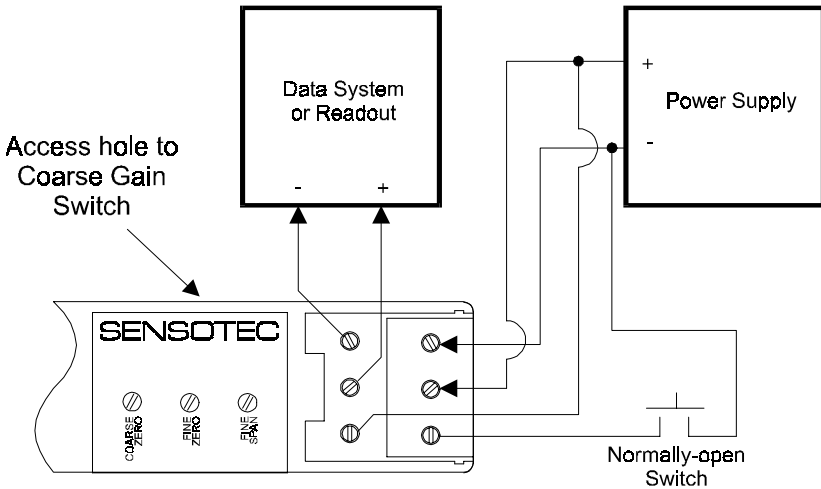 Data System
or Readout
-
+
+
-
Power Supply
Access hole to
Coarse Gain
Switch
SENSOTEC
COARSE
ZERO
FINE
ZERO
FINE
SPAN
Normally-open
Switch